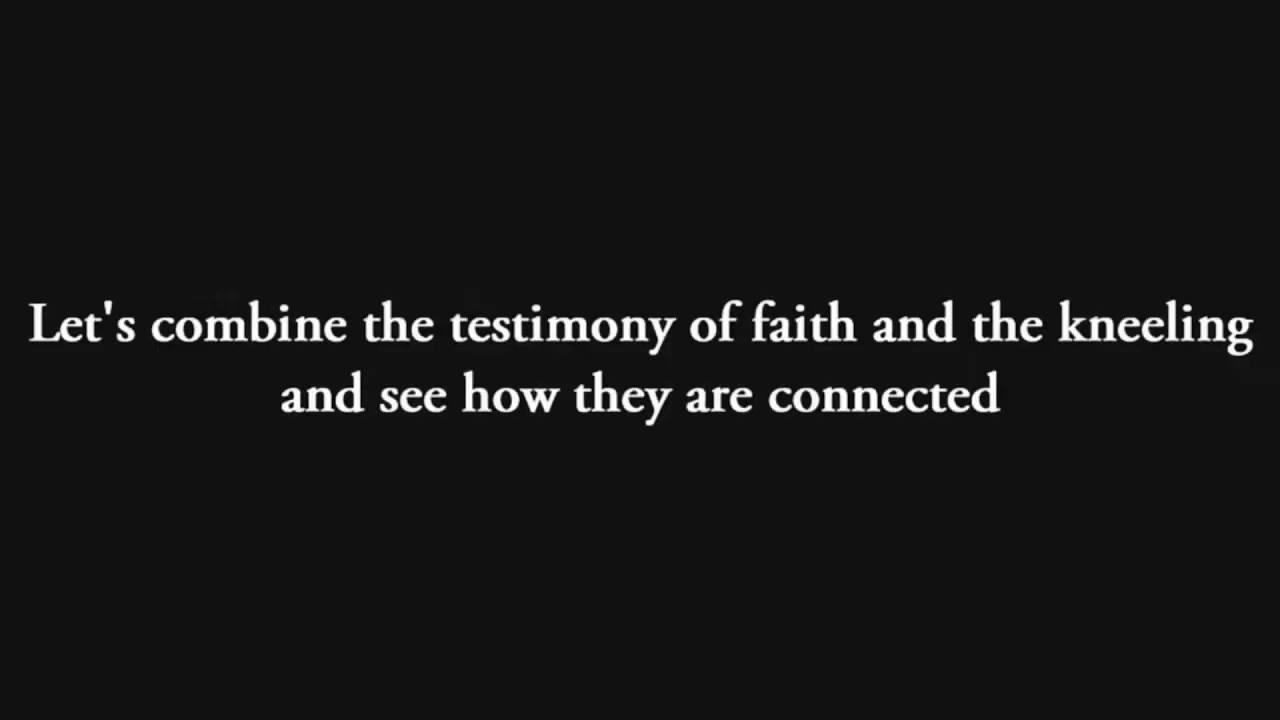 Let's combine the testimony of faith and the kneeling
and see how they are connected